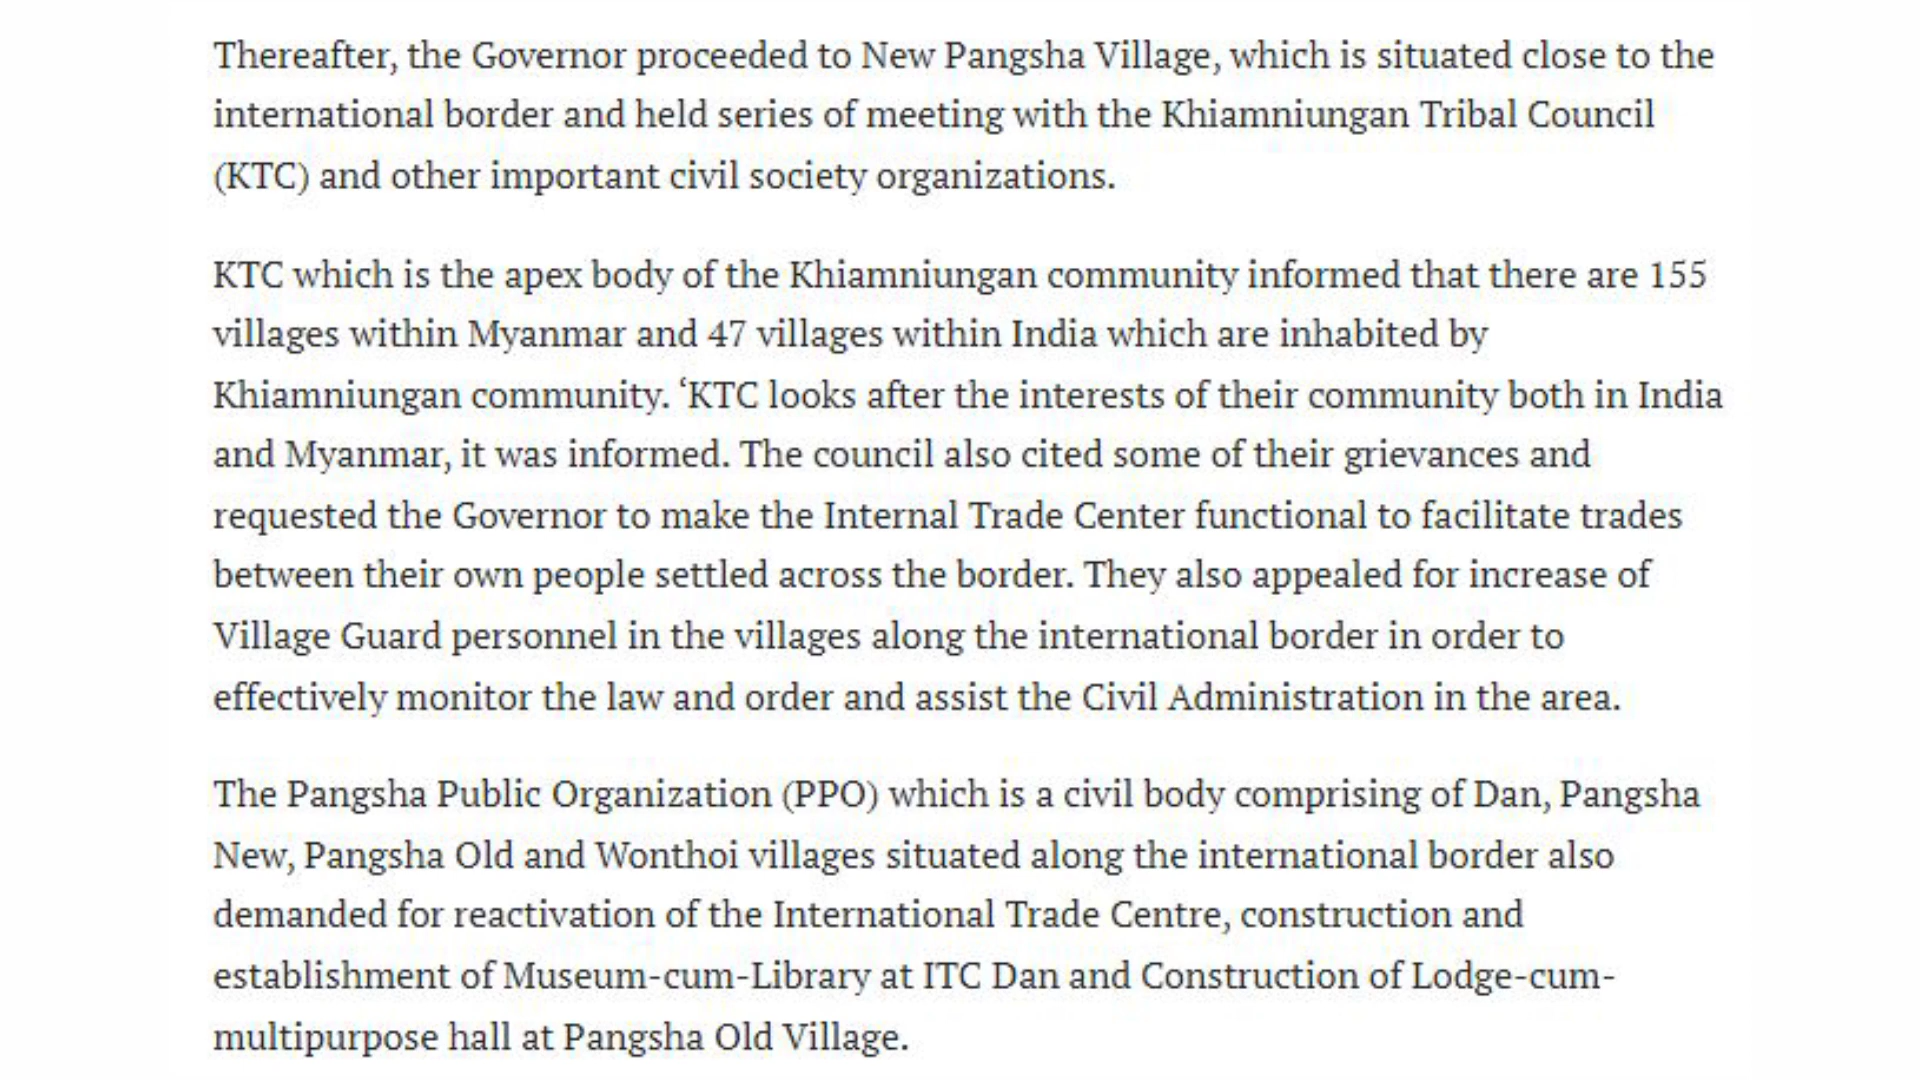 Thereafter, the Governor proceeded to New Pangsha Village, which is situated close to the
international border and held series of meeting with the Khiamniungan Tribal Council
(KTC) and other important civil society organizations.
KTC which is the apex body of the Khiamniungan community informed that there are 155
villages within Myanmar and 47 villages within India which are inhabited by
Khiamniungan community. ‘KTC looks after the interests of their community both in India
and Myanmar, it was informed. The council also cited some of their grievances and
requested the Governor to make the Internal Trade Center functional to facilitate trades
between their own people settled across the border. They also appealed for increase of
Village Guard personnel in the villages along the international border in order to
effectively monitor the law and order and assist the Civil Administration in the area.
The Pangsha Public Organization (PPO) which is a civil body comprising of Dan, Pangsha
New, Pangsha Old and Wonthoi villages situated along the international border also
demanded for reactivation of the International Trade Centre, construction and
establishment of Museum-cum-Library at ITC Dan and Construction of Lodge-cum-
multipurpose hall at Pangsha Old Village.